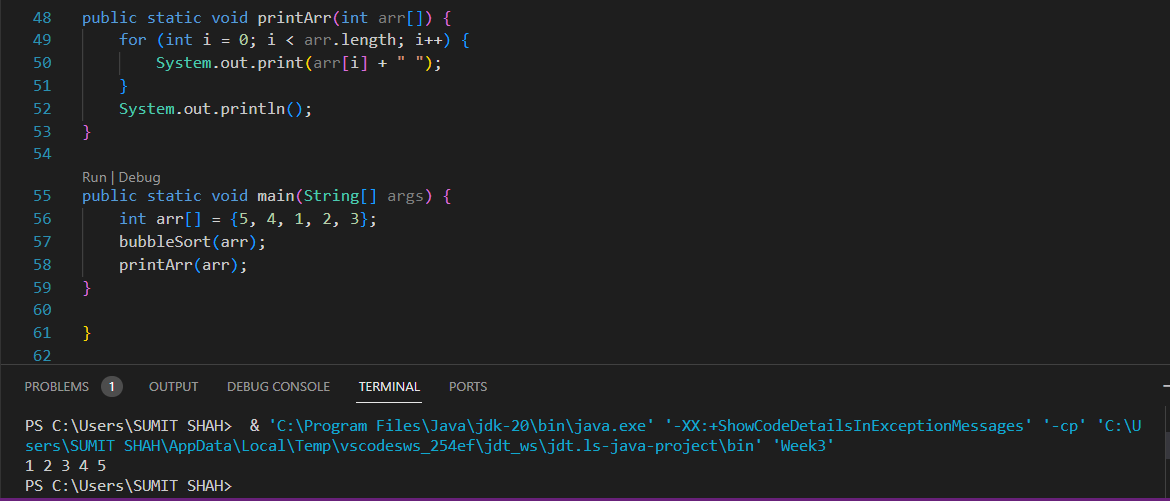 48 public static void printArr(int arr[]) {
49 for (int i = 0; i < arr.length; i++) {
50 System.out.print(arr[i] + " ");
51 }
52 System.out.println();
53 }
54
Run | Debug
55 public static void main(String[] args) {
56 int arr[] = {5, 4, 1, 2, 3};
57 bubbleSort(arr);
58 printArr(arr);
59 }
60
61 }
62
PROBLEMS 1 OUTPUT DEBUG CONSOLE TERMINAL PORTS
PS C:\Users\SUMIT SHAH>  & 'C:\Program Files\Java\jdk-20\bin\java.exe' '-XX:+ShowCodeDetailsInExceptionMessages' '-cp' 'C:\U
sers\SUMIT SHAH\AppData\Local\Temp\vscodesws_254ef\jdt_ws\jdt.ls-java-project\bin' 'Week3'
1 2 3 4 5
PS C:\Users\SUMIT SHAH>